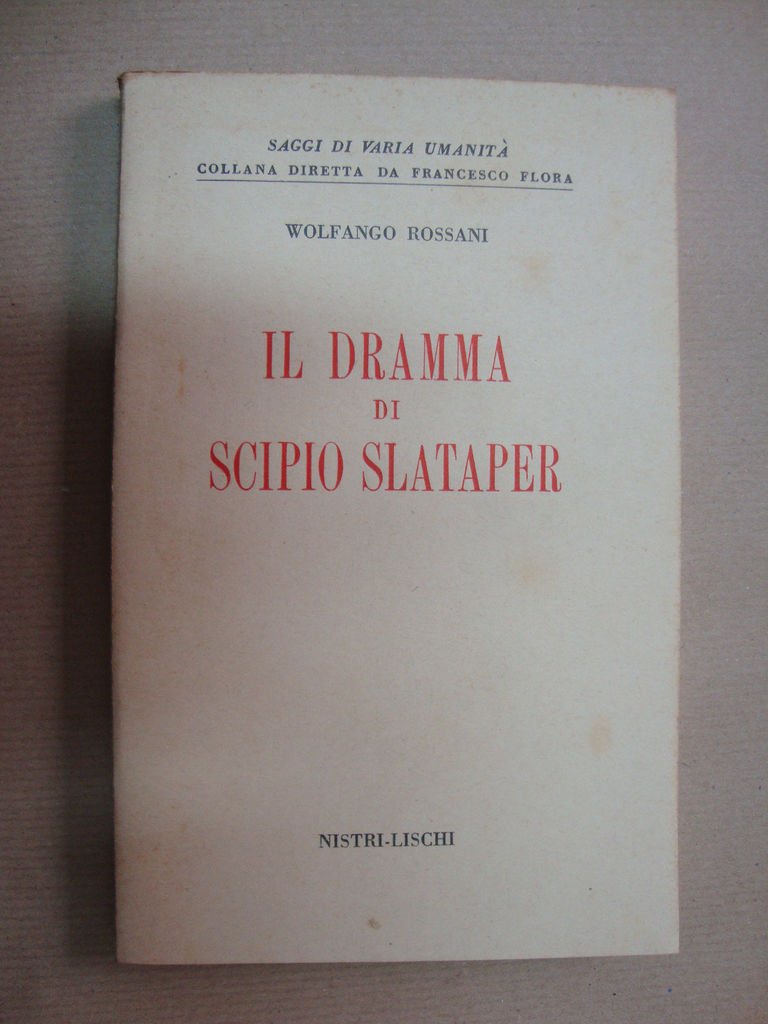 SAGGI DI VARIA UMANITÀ
COLLANA DIRETTA DA FRANCESCO FLORA
WOLFANGO ROSSANI
IL DRAMMA
DI
SCIPIO SLATAPER
NISTRI-LISCHI